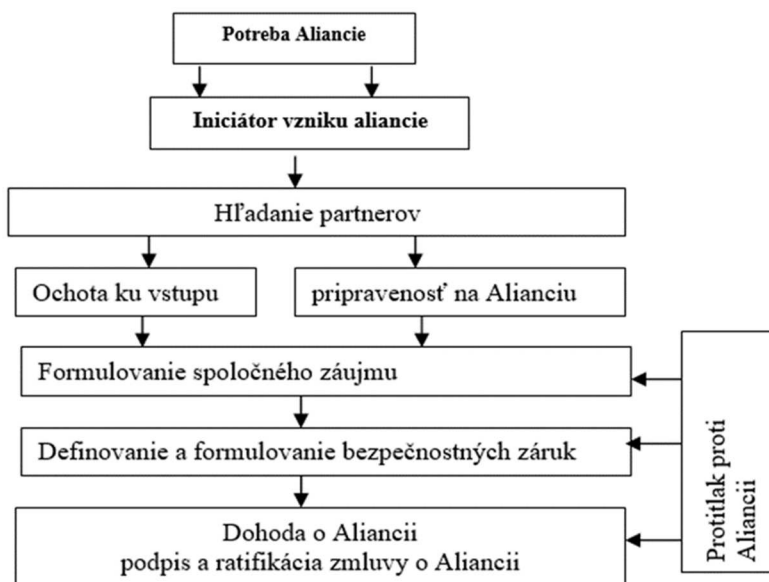 Potreba Aliancie
Iniciátor vzniku aliancie
Hľadanie partnerov
Ochota ku vstupu
pripravenosť na Alianciu
Formulovanie spoločného záujmu
Definovanie a formulovanie bezpečnostných záruk
Dohoda o Aliancii
podpis a ratifikácia zmluvy o Aliancii
Protitlak proti
Aliancii